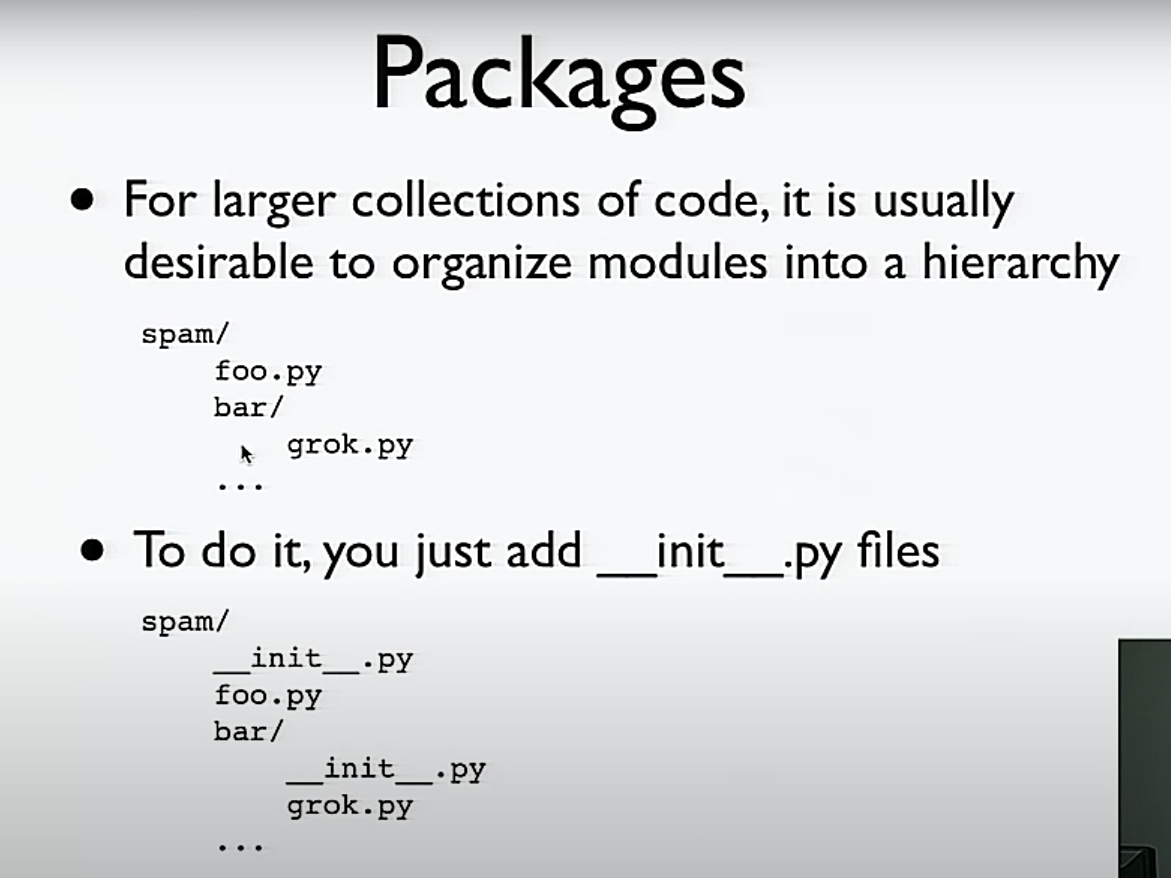 Packages
• For larger collections of code, it is usually
desirable to organize modules into a hierarchy
spam/
foo.py
bar/
grok.py
...
• To do it, you just add __init__.py files
spam/
__init__.py
foo.py
bar/
__init__.py
grok.py
...